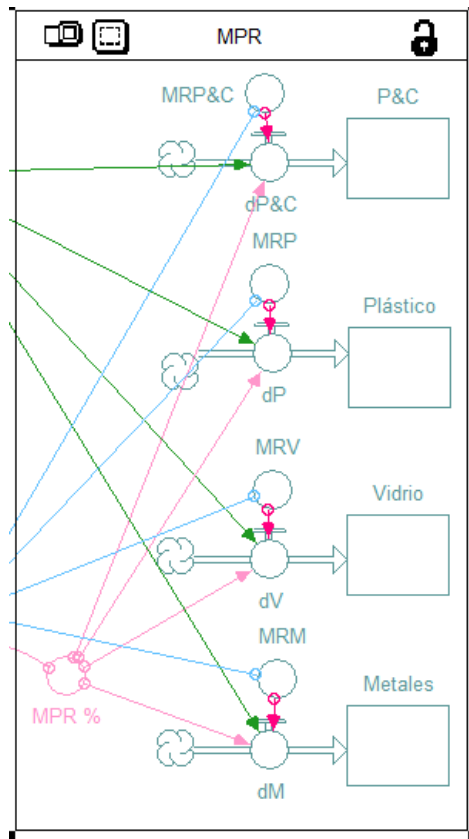 MPR
MRP&C
P&C
dP&C
MRP
Plástico
dP
MRV
Vidrio
dV
MRM
Metales
MPR %
dM